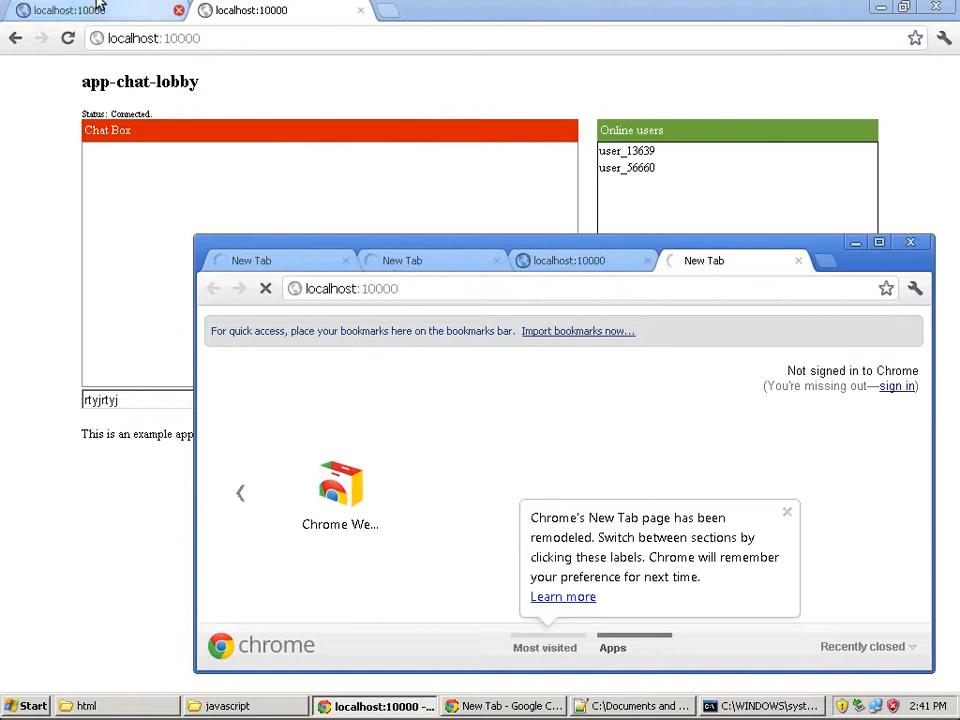 localhost:10000
localhost:10000
localhost:10000
app-chat-lobby
Status: Connected.
Chat Box
Online users
user_13639
user_56660
New Tab
New Tab
localhost:10000
New Tab
localhost:10000
For quick access, place your bookmarks here on the bookmarks bar. Import bookmarks now...
Not signed in to Chrome
(You're missing out—sign in)
rtyjrtyj
This is an example app
Chrome We...
Chrome's New Tab page has been
remodeled. Switch between sections by
clicking these labels. Chrome will remember
your preference for next time.
Learn more
chrome
Most visited
Apps
Recently closed
Start
html
javascript
localhost:10000 -...
New Tab - Google C...
C:\Documents and ...
C:\WINDOWS\syst...
2:41 PM